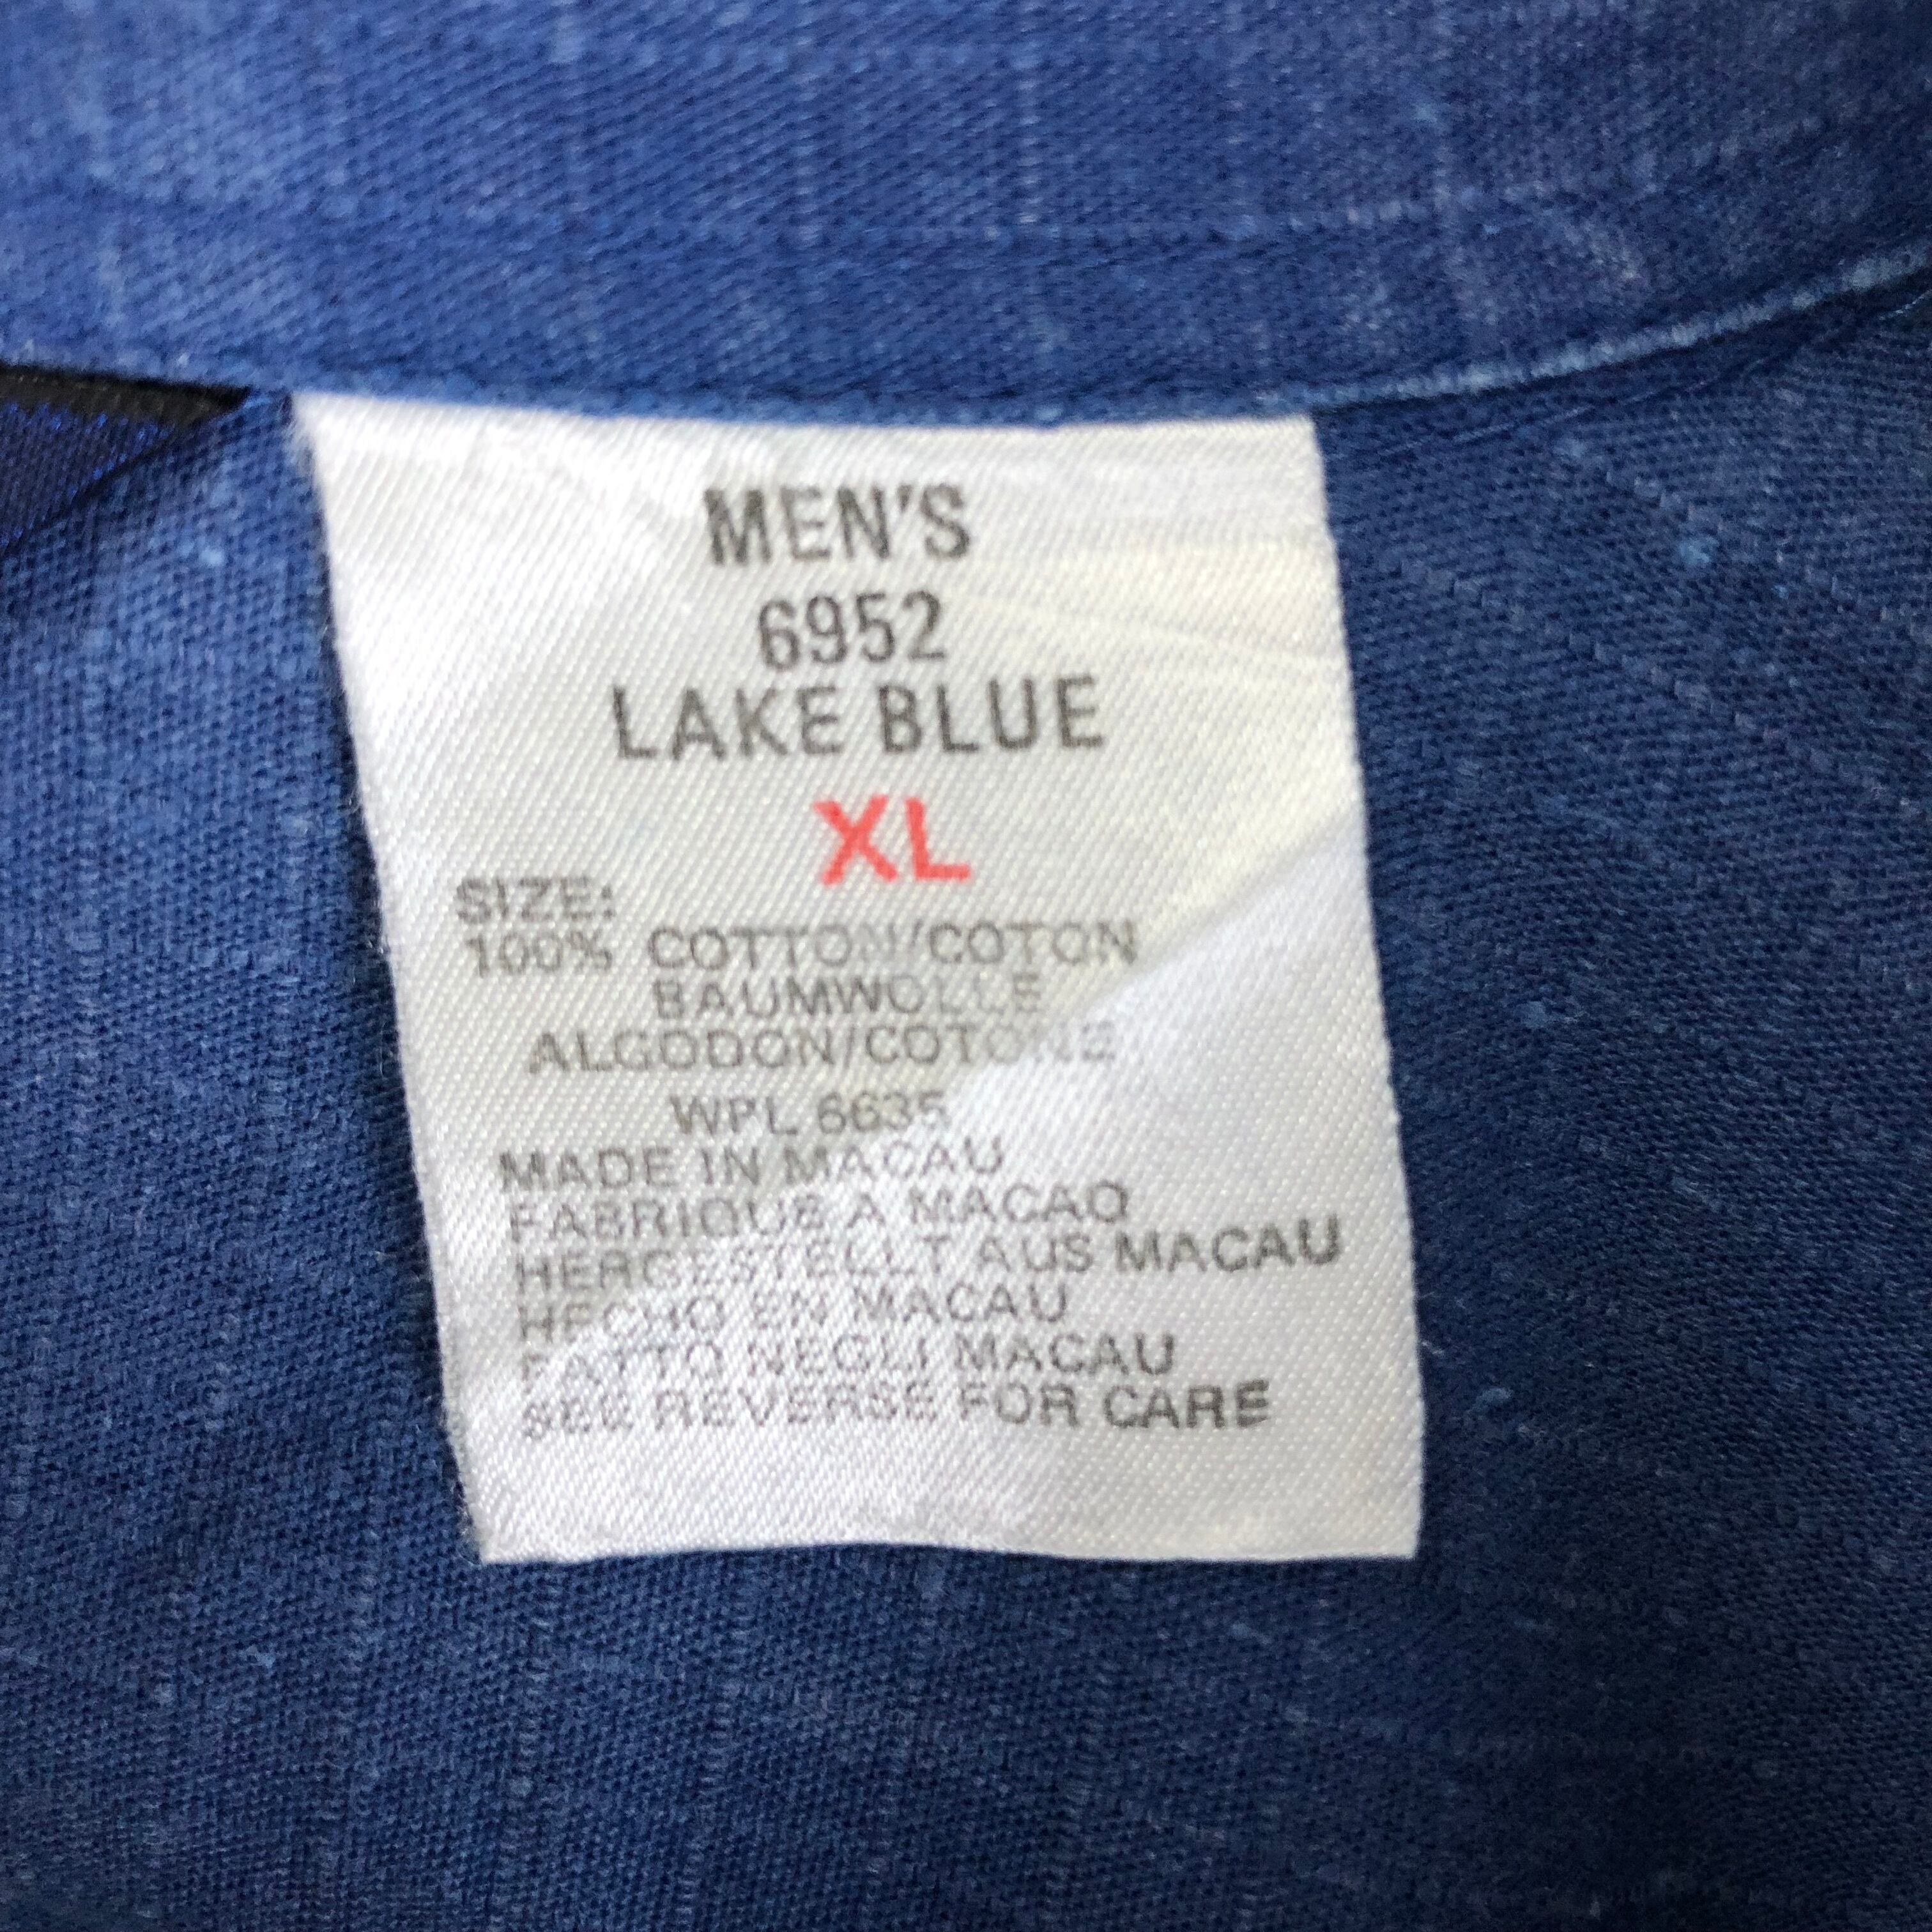 MEN'S
6952
LAKE BLUE
XL
SIZE:
100% COTTON/COTON
BAUMWOLLE
ALGODON/COTONE
WPL 6635
MADE IN MACAU
FABRIQUE A MACAO
HERGESTELLT AUS MACAU
HECHO EN MACAU
FATTO NEGLI MACAU
SEE REVERSE FOR CARE